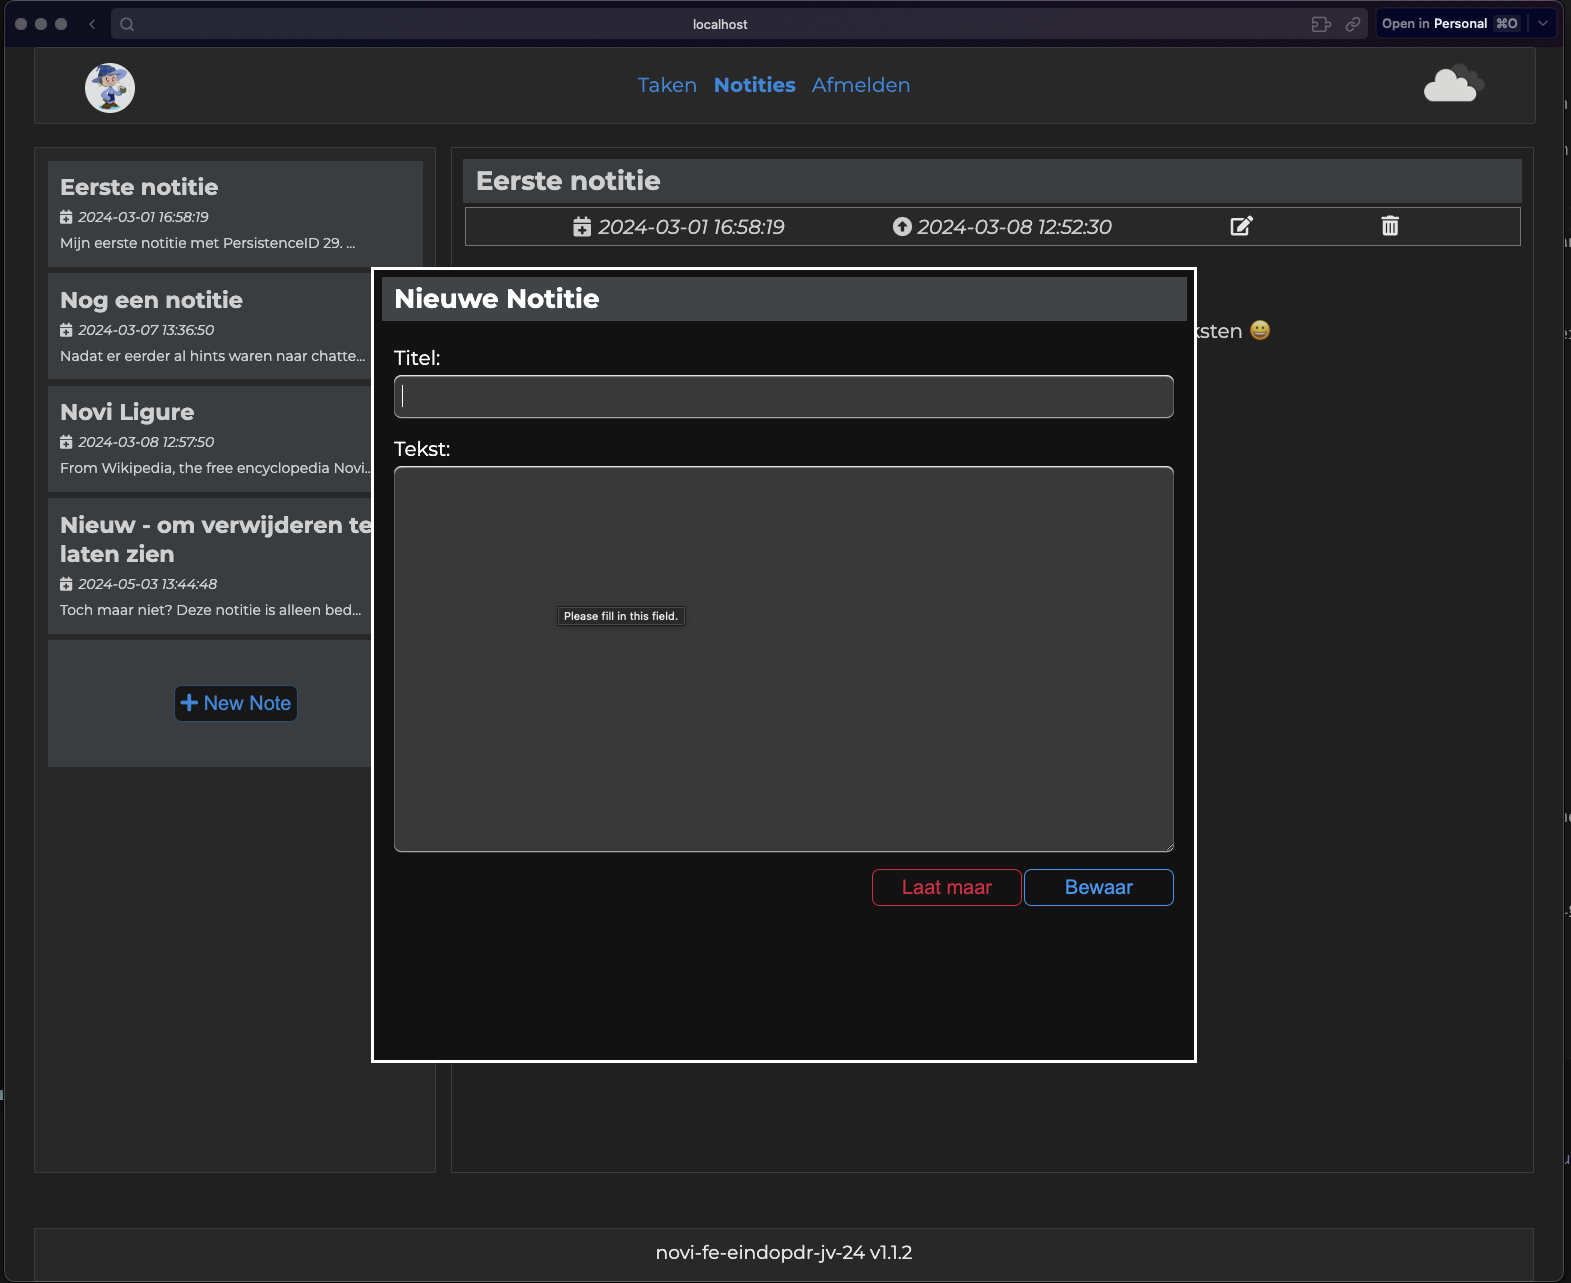 localhost
Open in Personal ⌘O
Taken Notities Afmelden
Eerste notitie
2024-03-01 16:58:19
Mijn eerste notitie met PersistenceID 29. ...
Nog een notitie
2024-03-07 13:36:50
Nadat er eerder al hints waren naar chatte...
Novi Ligure
2024-03-08 12:57:50
From Wikipedia, the free encyclopedia Novi...
Nieuw - om verwijderen te
laten zien
2024-05-03 13:44:48
Toch maar niet? Deze notitie is alleen bed...
New Note
Eerste notitie
2024-03-01 16:58:19 2024-03-08 12:52:30
ksten 😀
Nieuwe Notitie
Titel:
Tekst:
Please fill in this field.
Laat maar Bewaar
novi-fe-eindopdr-jv-24 v1.1.2